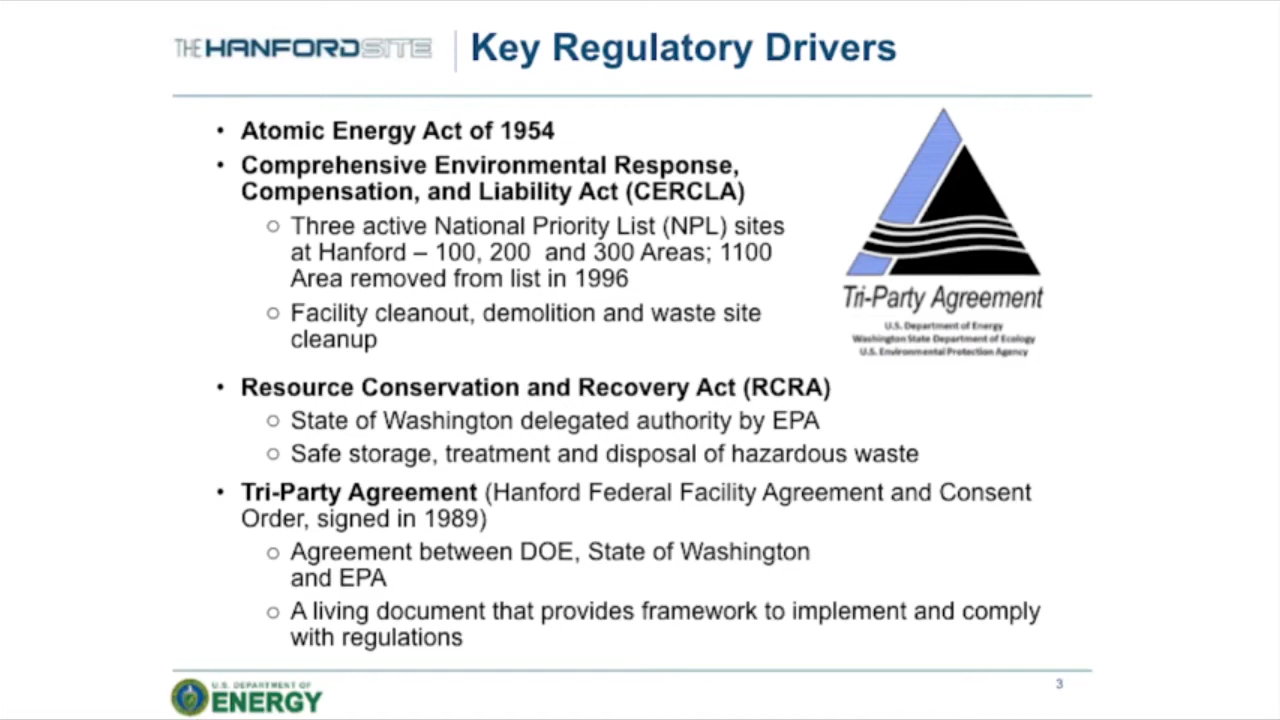 THE HANFORD SITE
Key Regulatory Drivers
• Atomic Energy Act of 1954
• Comprehensive Environmental Response,
Compensation, and Liability Act (CERCLA)
○ Three active National Priority List (NPL) sites
at Hanford – 100, 200 and 300 Areas; 1100
Area removed from list in 1996
○ Facility cleanout, demolition and waste site
cleanup
Tri-Party Agreement
U.S. Department of Energy
Washington State Department of Ecology
U.S. Environmental Protection Agency
• Resource Conservation and Recovery Act (RCRA)
○ State of Washington delegated authority by EPA
○ Safe storage, treatment and disposal of hazardous waste
• Tri-Party Agreement (Hanford Federal Facility Agreement and Consent
Order, signed in 1989)
○ Agreement between DOE, State of Washington
and EPA
○ A living document that provides framework to implement and comply
with regulations
U.S. DEPARTMENT OF
ENERGY
3